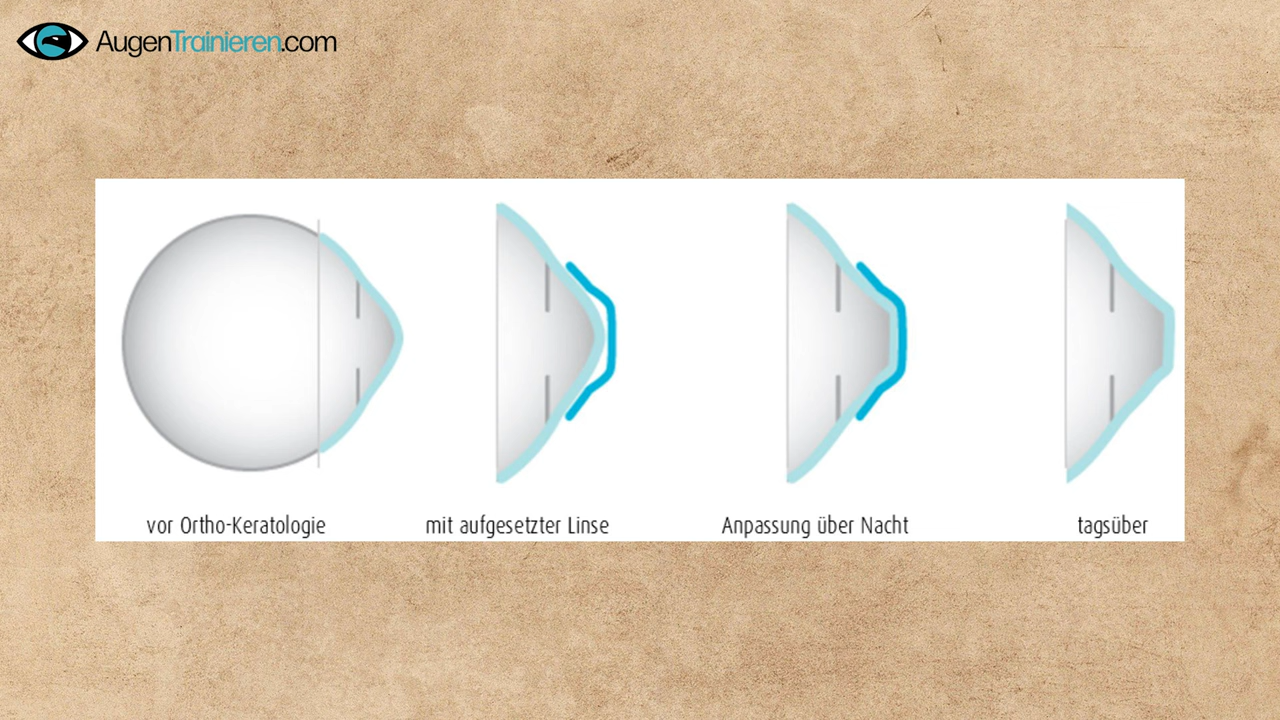 AugenTrainieren.com
vor Ortho-Keratologie
mit aufgesetzter Linse
Anpassung über Nacht
tagsüber